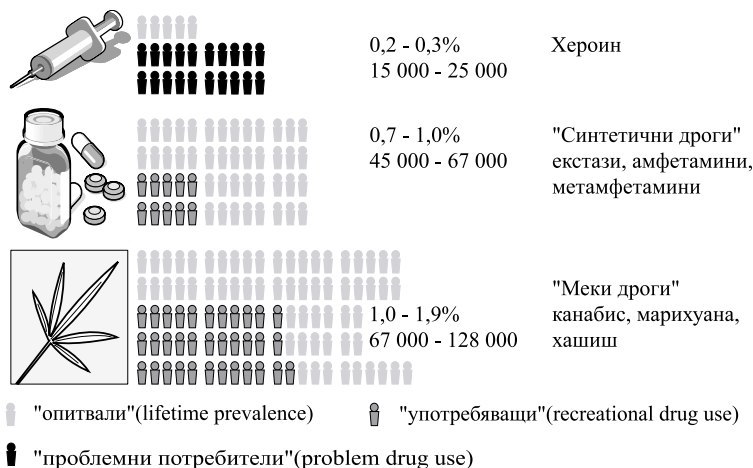 0,2 - 0,3% Хероин
15 000 - 25 000
0,7 - 1,0% "Синтетични дроги"
45 000 - 67 000 екстази, амфетамини,
метамфетамини
"Меки дроги"
1,0 - 1,9% канабис, марихуана,
67 000 - 128 000 хашиш
"опитвали"(lifetime prevalence) "употребяващи"(recreational drug use)
"проблемни потребители"(problem drug use)